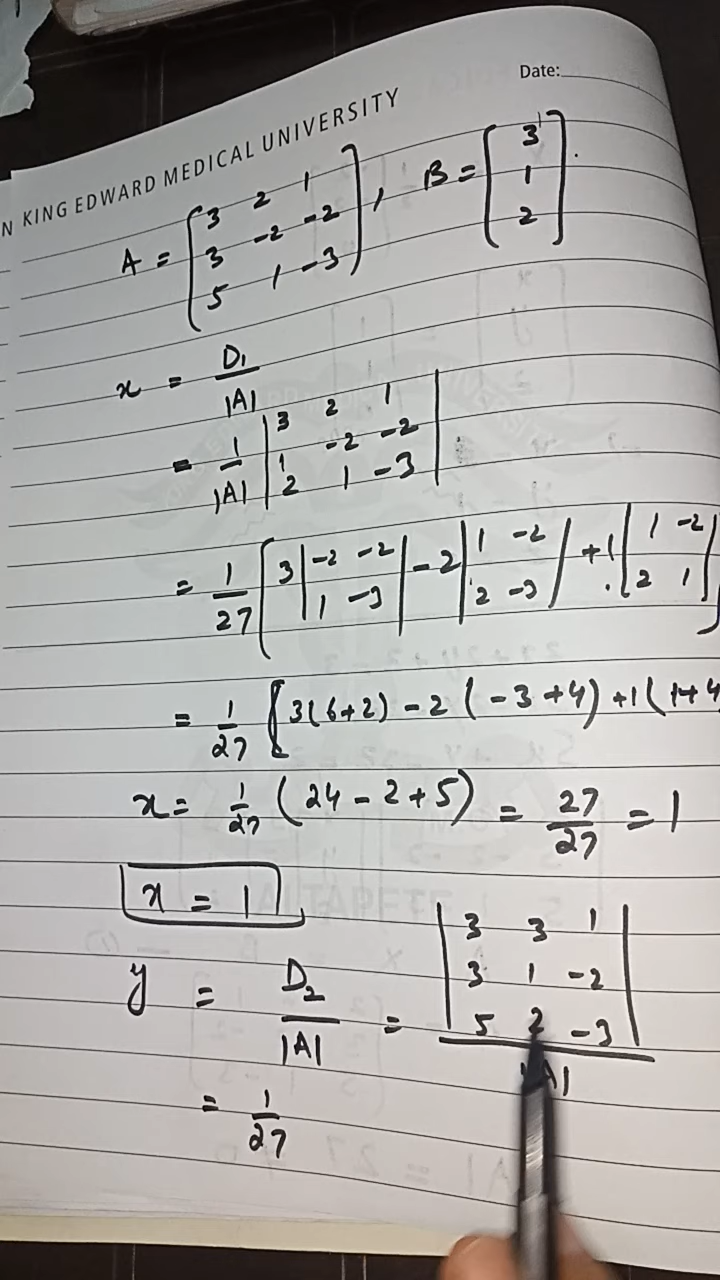 Date:
N KING EDWARD MEDICAL UNIVERSITY
A = [3 2 1
3 -2 -2
5 1 -3], B = [3
1
2].
x = D₁
|A|
= 1/|A| |3 2 1
1 -2 -2
2 1 -3|
= 1/27 [3|-2 -2
1 -3| -2|1 -2
2 -3| +1|1 -2
2 1|]
= 1/27 [3(6+2) -2(-3+4) +1(1+4
x = 1/27 (24 - 2 + 5) = 27/27 = 1
x = 1
y = D₂/|A| = |3 3 1
3 1 -2
5 2 -3|
|A|
= 1/27